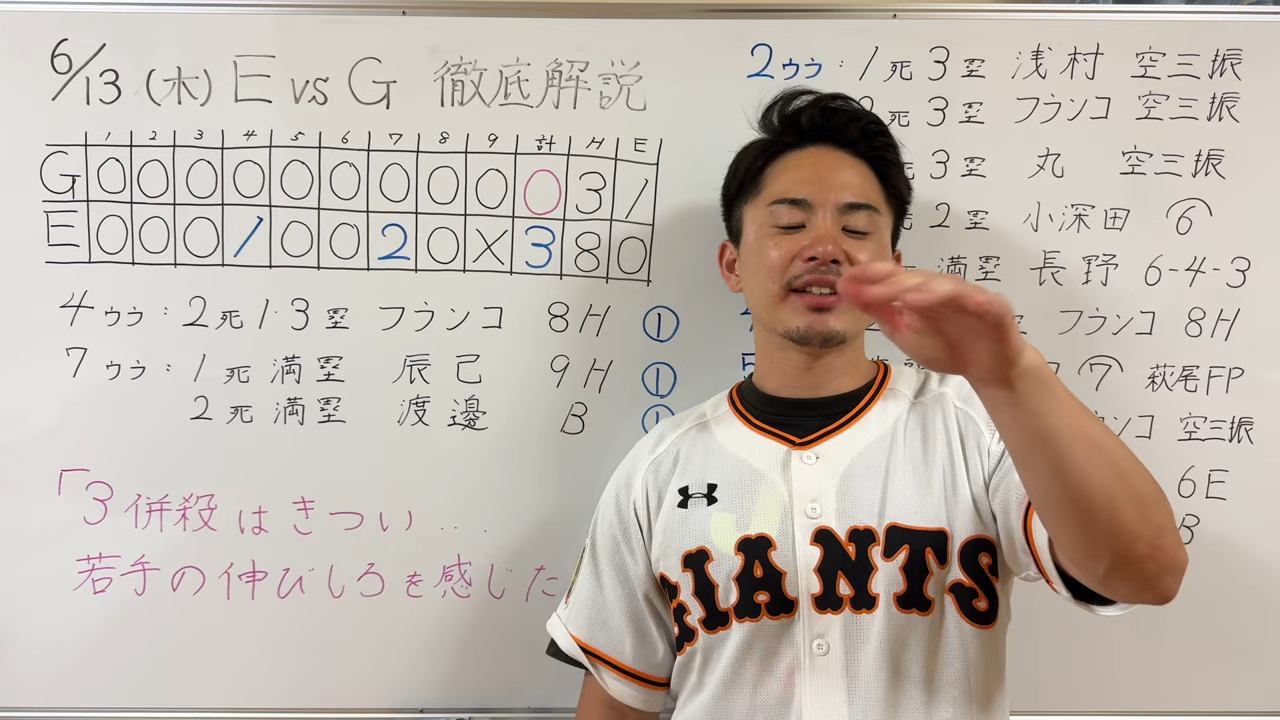 6/13(木)E vs G 徹底解説
1 2 3 4 5 6 7 8 9 計 H E
G 0 0 0 0 0 0 0 0 0 0 3 1
E 0 0 0 1 0 0 2 0 X 3 8 0
4ウラ:2死1・3塁 フランコ 8H ①
7ウラ:1死満塁 辰己 9H ①
2死満塁 渡邊 B
「3併殺はきつい....
若手の伸びしろを感じた
2ウラ:1死3塁 浅村 空三振
死3塁 フランコ 空三振
3塁 丸 空三振
2塁 小深田 6
満塁 長野 6-4-3
フランコ 8H
7 萩尾FP
空三振
6E
B
GIANTS